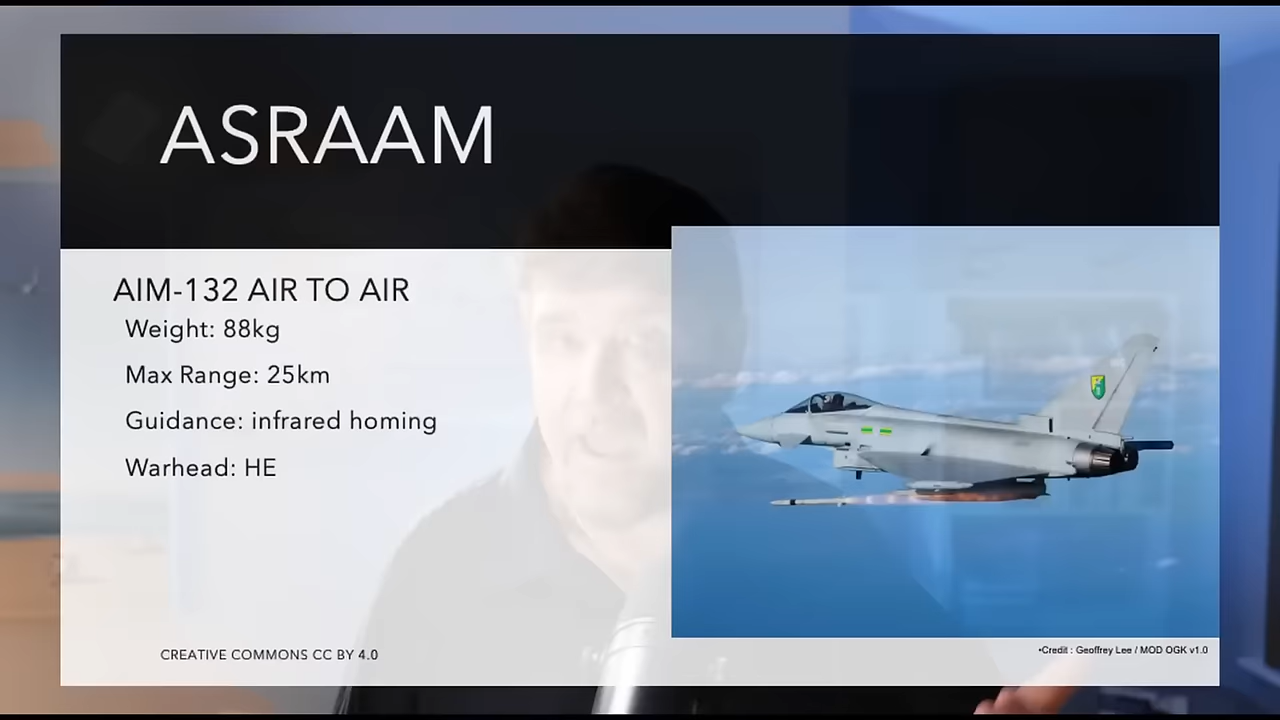 ASRAAM
AIM-132 AIR TO AIR
Weight: 88kg
Max Range: 25km
Guidance: infrared homing
Warhead: HE
CREATIVE COMMONS CC BY 4.0
•Credit : Geoffrey Lee / MOD OGK v1.0